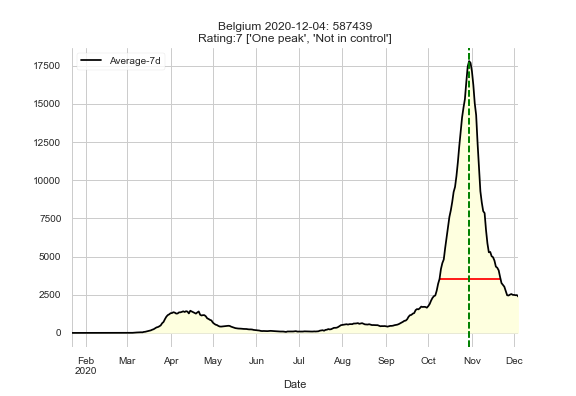 Belgium 2020-12-04: 587439
Rating:7 ['One peak', 'Not in control']
Average-7d
17500
15000
12500
10000
7500
5000
2500
0
Feb Mar Apr May Jun Jul Aug Sep Oct Nov Dec
2020
Date